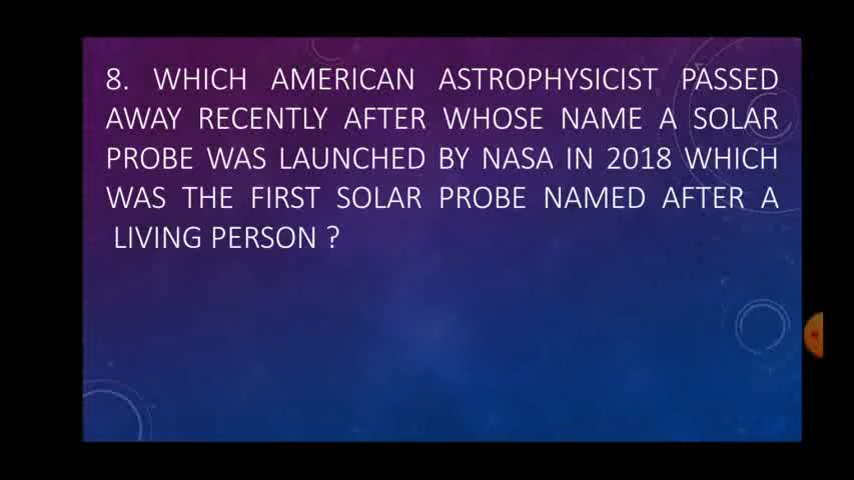 8. WHICH AMERICAN ASTROPHYSICIST PASSED
AWAY RECENTLY AFTER WHOSE NAME A SOLAR
PROBE WAS LAUNCHED BY NASA IN 2018 WHICH
WAS THE FIRST SOLAR PROBE NAMED AFTER A
LIVING PERSON ?